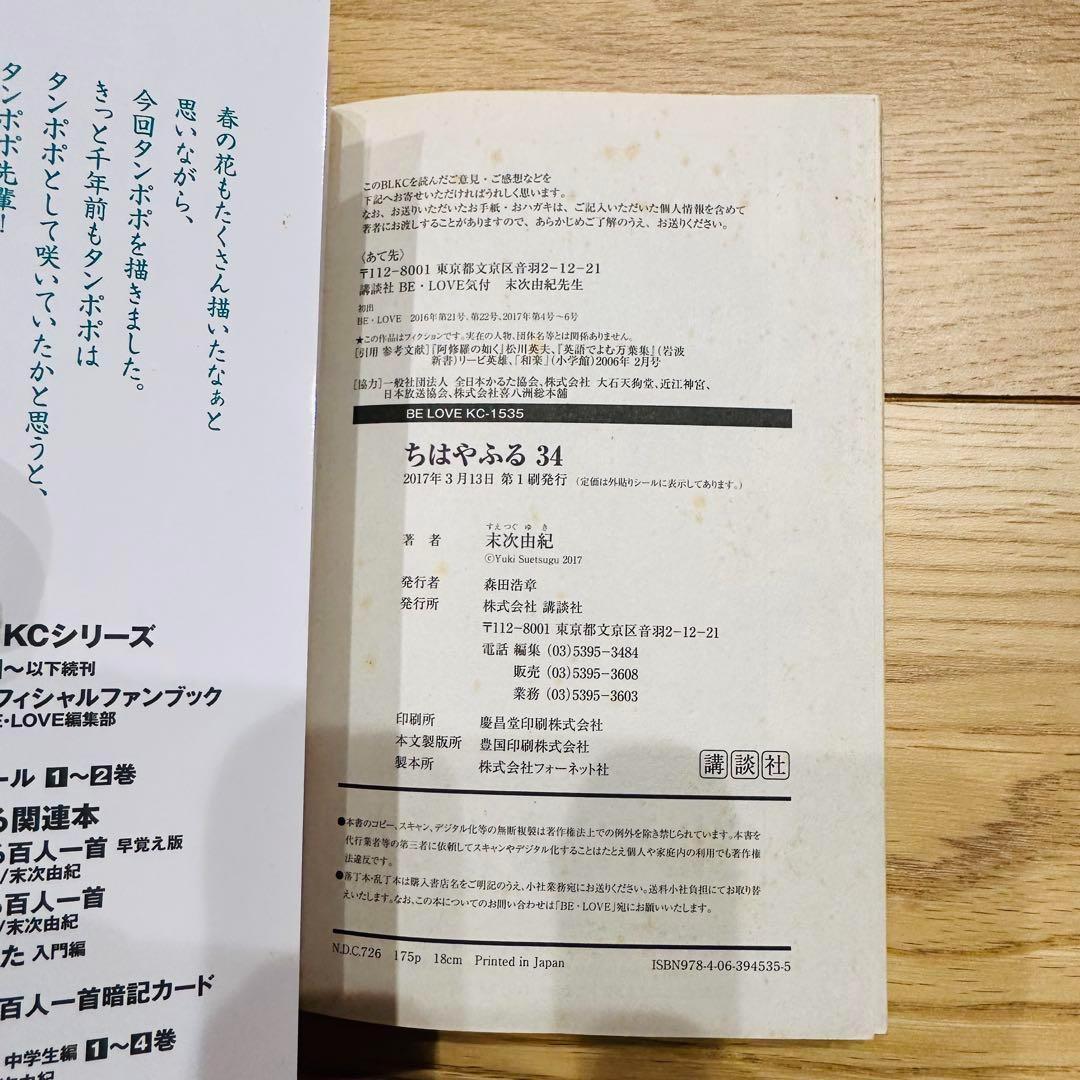 春の花もたくさん描いたなぁと
思いながら、
今回タンポポを描きました。
きっと千年前もタンポポは
タンポポとして咲いていたかと思うと、
タンポポ先輩!
KCシリーズ
～以下続刊
フィシャルファンブック
LOVE編集部
ール 1～2巻
関連本
百人一首 早覚え版
/末次由紀
百人一首
/末次由紀
た 入門編
百人一首暗記カード
中学生編 1～4巻
このBLKCを読んだご意見・ご感想などを
下記へお寄せいただければうれしく思います。
なお、お送りいただいたお手紙・おハガキは、ご記入いただいた個人情報を含めて
著者にお渡しすることがありますので、あらかじめご了解のうえ、お送りください。
〈あて先〉
〒112-8001 東京都文京区音羽2-12-21
講談社 BE・LOVE気付 末次由紀先生
初出
BE・LOVE 2016年第21号、第22号、2017年第4号～6号
★この作品はフィクションです。実在の人物、団体名等とは関係ありません。
[引用 参考文献]『阿修羅の如く』松川英夫、『英語でよむ万葉集』(岩波
新書)リービ英雄、「和楽」(小学館)2006年 2月号
[協力]一般社団法人 全日本かるた協会、株式会社 大石天狗堂、近江神宮、
日本放送協会、株式会社喜八洲総本舗
BE LOVE KC-1535
ちはやふる 34
2017年3月13日 第1刷発行 (定価は外貼りシールに表示してあります。)
すえつぐ ゆき
著 者 末次由紀
©Yuki Suetsugu 2017
発行者 森田浩章
発行所 株式会社 講談社
〒112-8001 東京都文京区音羽2-12-21
電話 編集 (03)5395-3484
販売 (03)5395-3608
業務 (03)5395-3603
印刷所 慶昌堂印刷株式会社
本文製版所 豊国印刷株式会社
製本所 株式会社フォーネット社
講談社
●本書のコピー、スキャン、デジタル化等の無断複製は著作権法上での例外を除き禁じられています。本書を
代行業者等の第三者に依頼してスキャンやデジタル化することはたとえ個人や家庭内の利用でも著作権
法違反です。
●落丁本・乱丁本は購入書店名をご明記のうえ、小社業務宛にお送りください。送料小社負担にてお取り替
えいたします。なお、この本についてのお問い合わせは「BE・LOVE」宛にお願いいたします。
N.D.C.726 175p 18cm Printed in Japan
ISBN978-4-06-394535-5